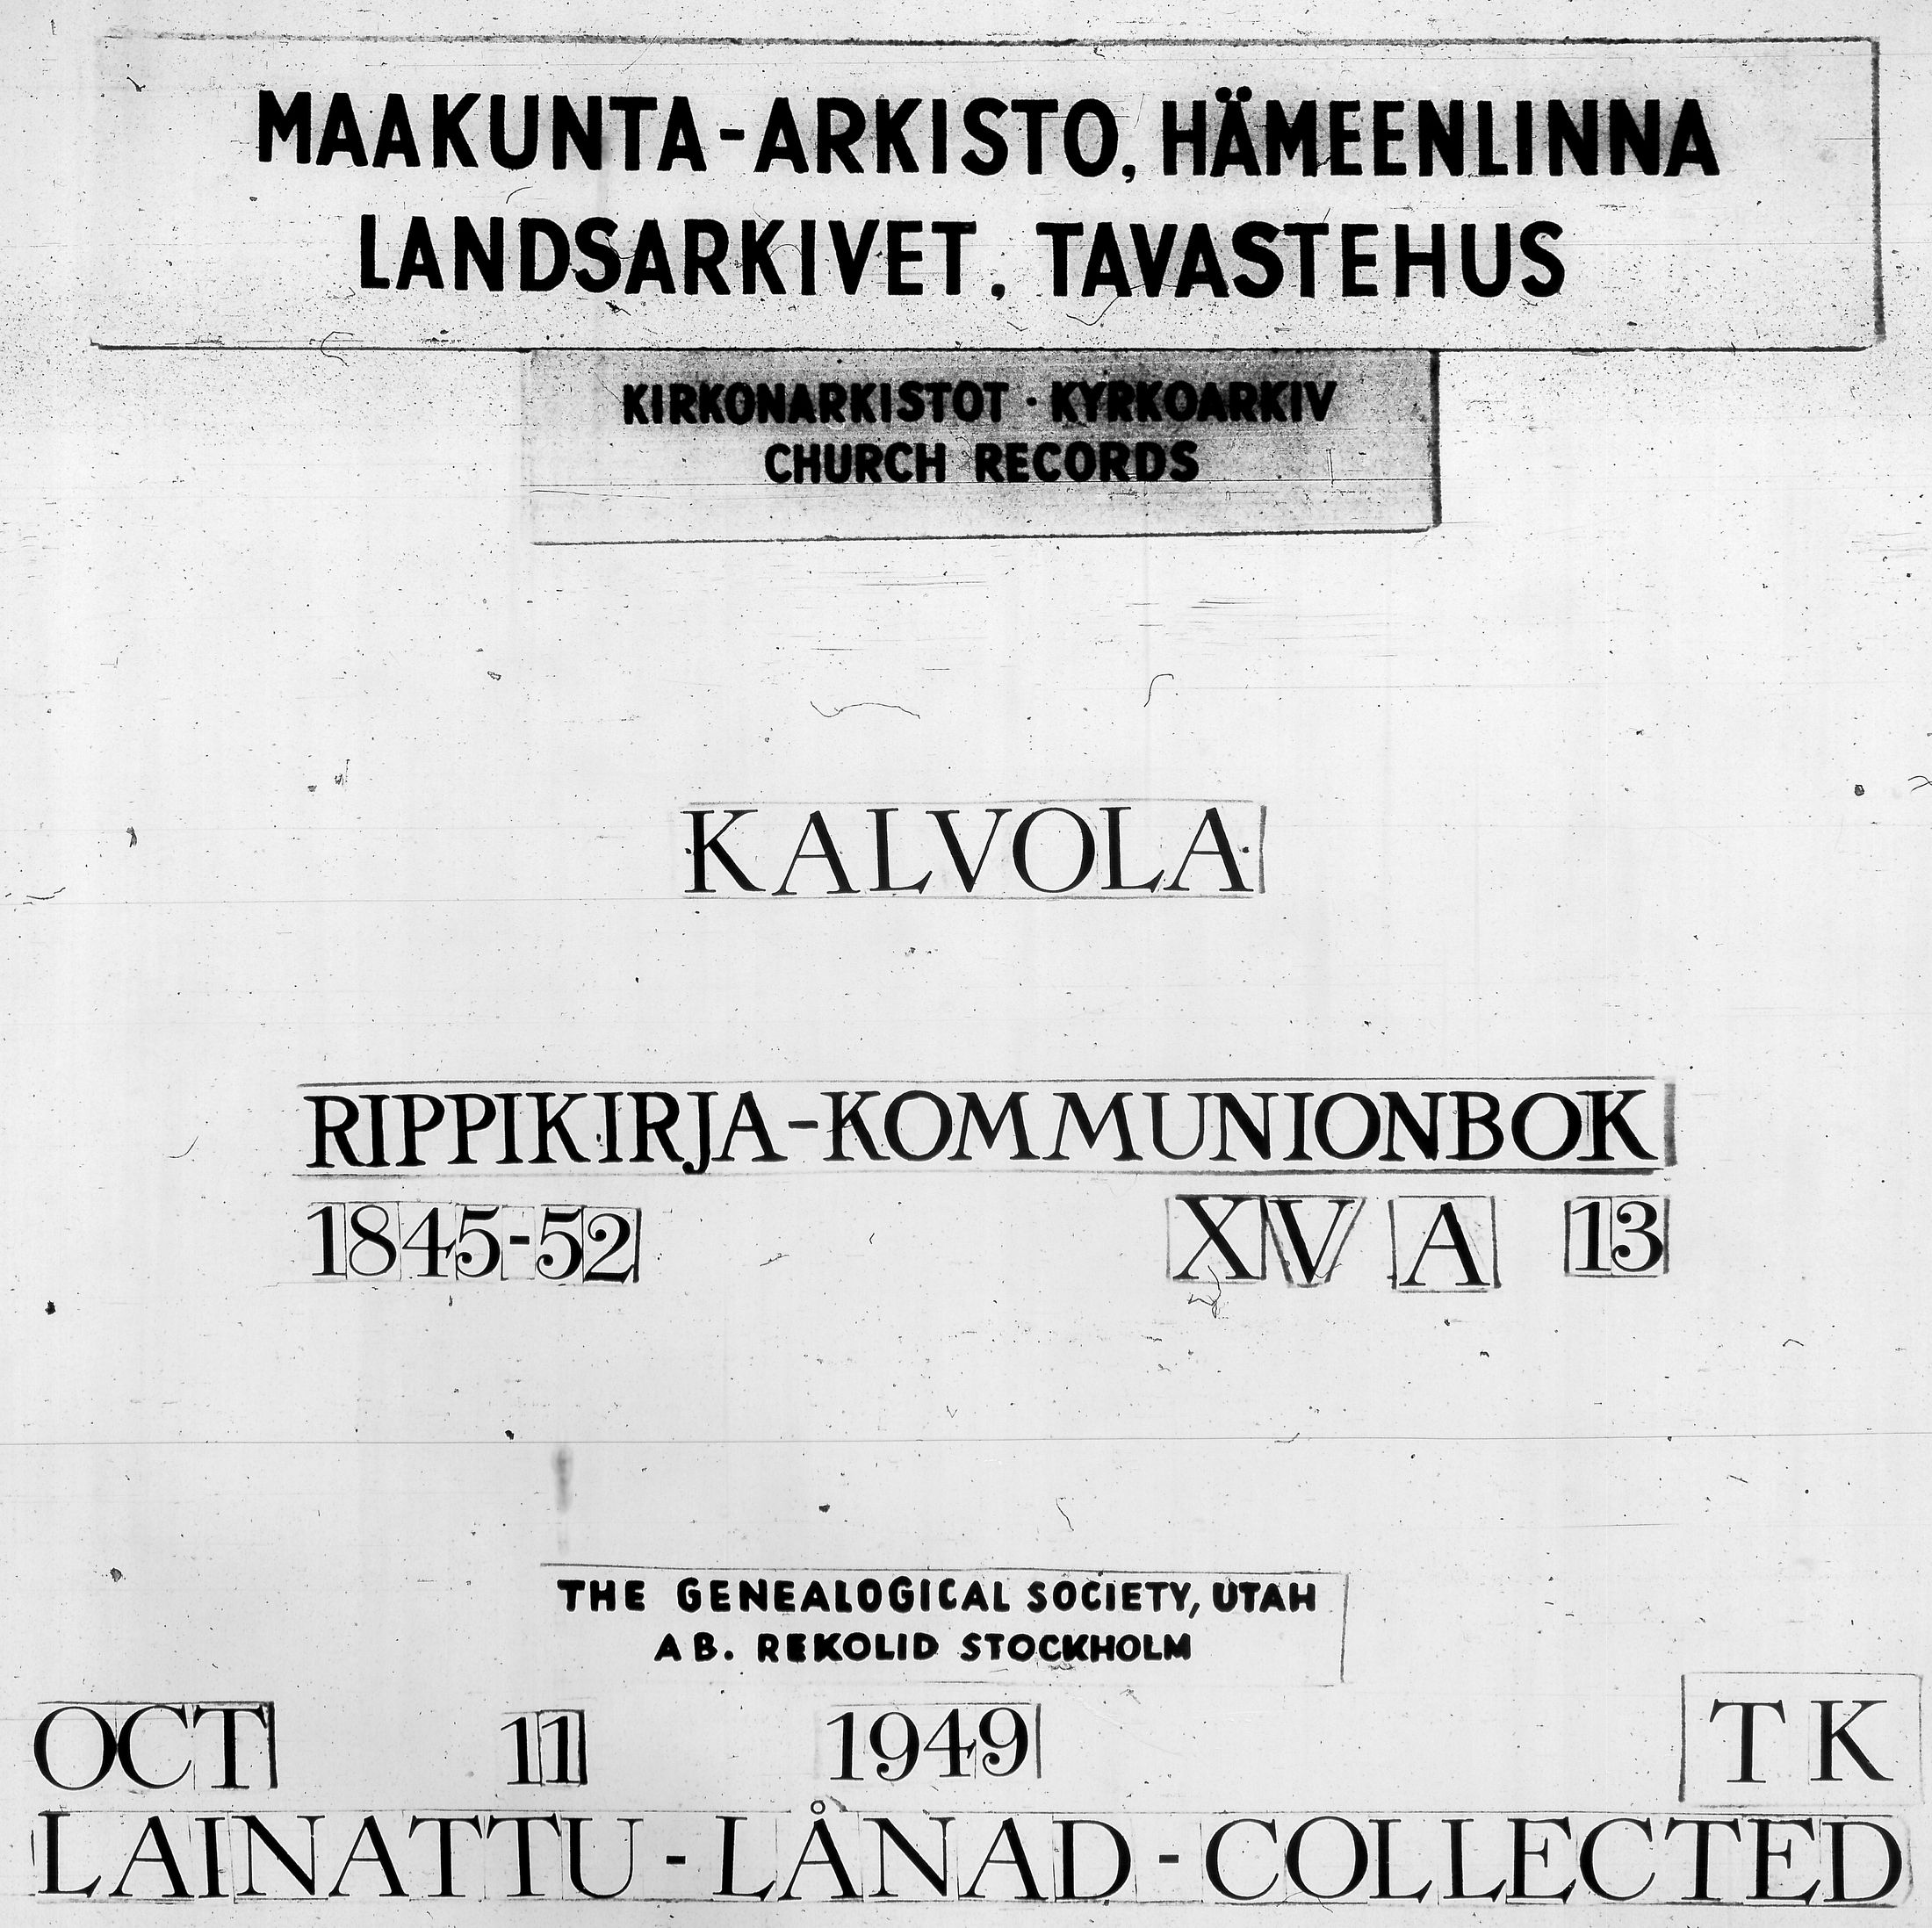 MAAKUNTA-ARKISTO, HÄMEENLINNA
LANDSARKIVET, TAVASTEHUS
KIRKONARKISTOT · KYRKOARKIV
CHURCH RECORDS
KALVOLA
RIPPIKIRJA-KOMMUNIONBOK
1845-52 XV A 13
THE GENEALOGICAL SOCIETY, UTAH
AB. REKOLID STOCKHOLM
OCT 11 1949 TK
LAINATTU - LÅNAD - COLLECTED